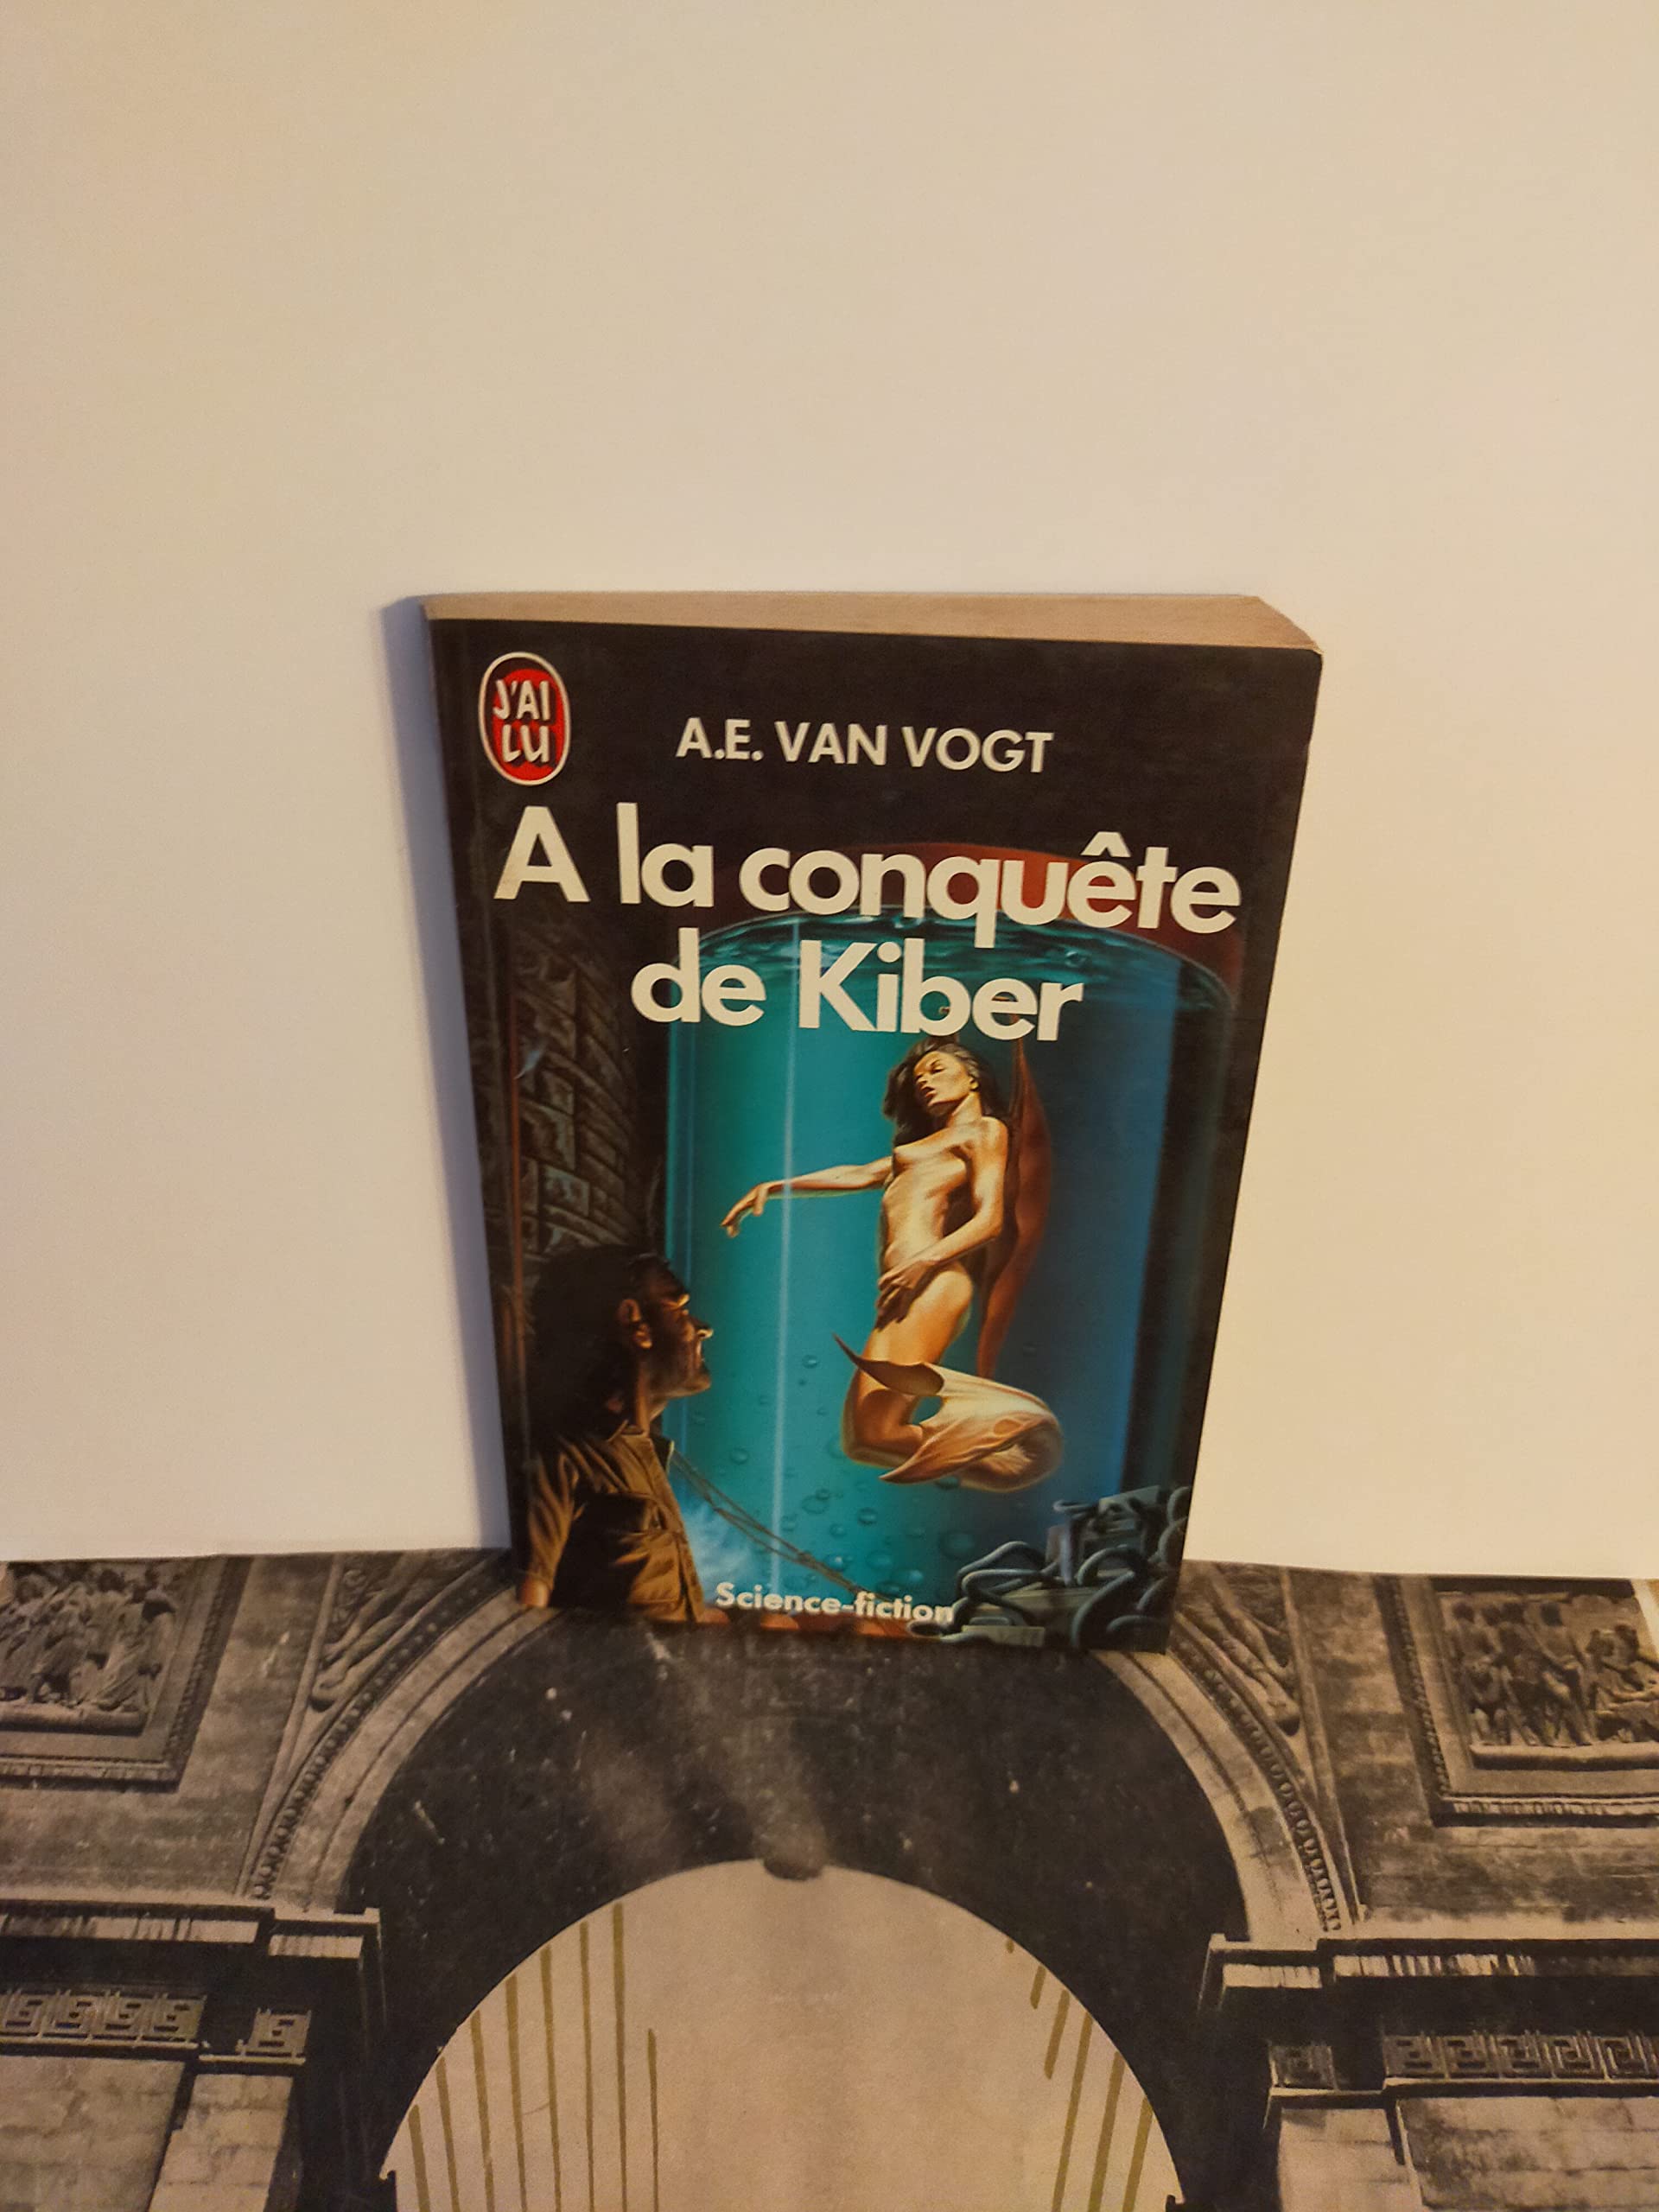 J'AI
LU
A.E. VAN VOGT
A la conquête
de Kiber
Science-fiction